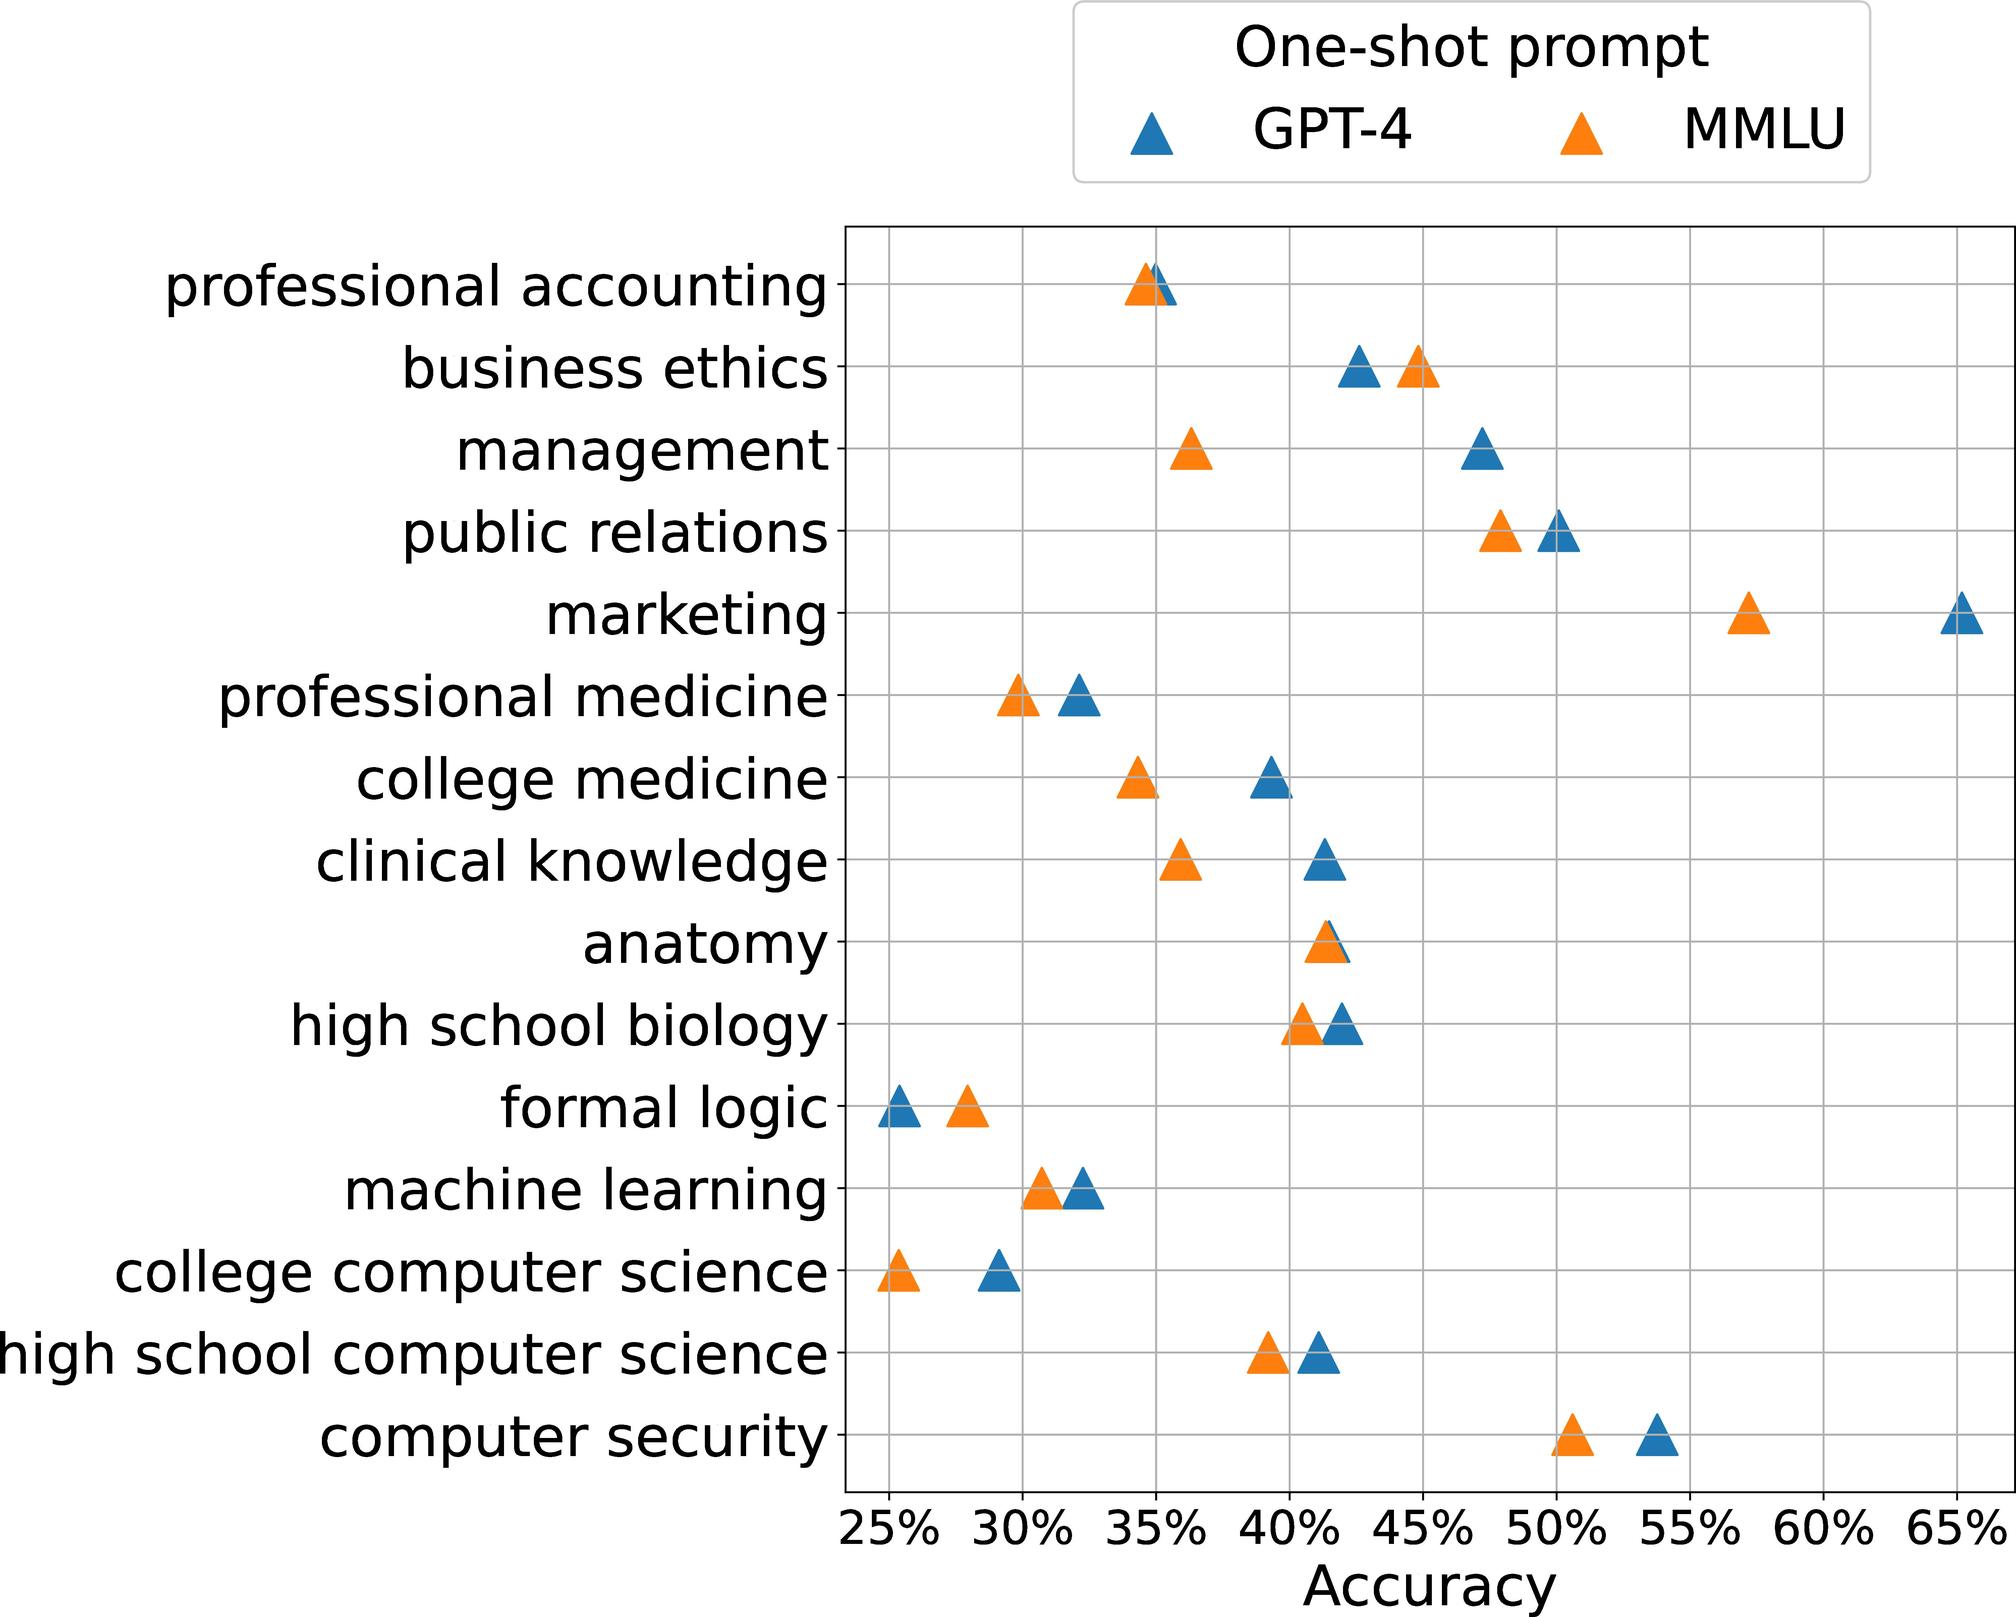 One-shot prompt
GPT-4 MMLU
professional accounting
business ethics
management
public relations
marketing
professional medicine
college medicine
clinical knowledge
anatomy
high school biology
formal logic
machine learning
college computer science
high school computer science
computer security
25% 30% 35% 40% 45% 50% 55% 60% 65%
Accuracy